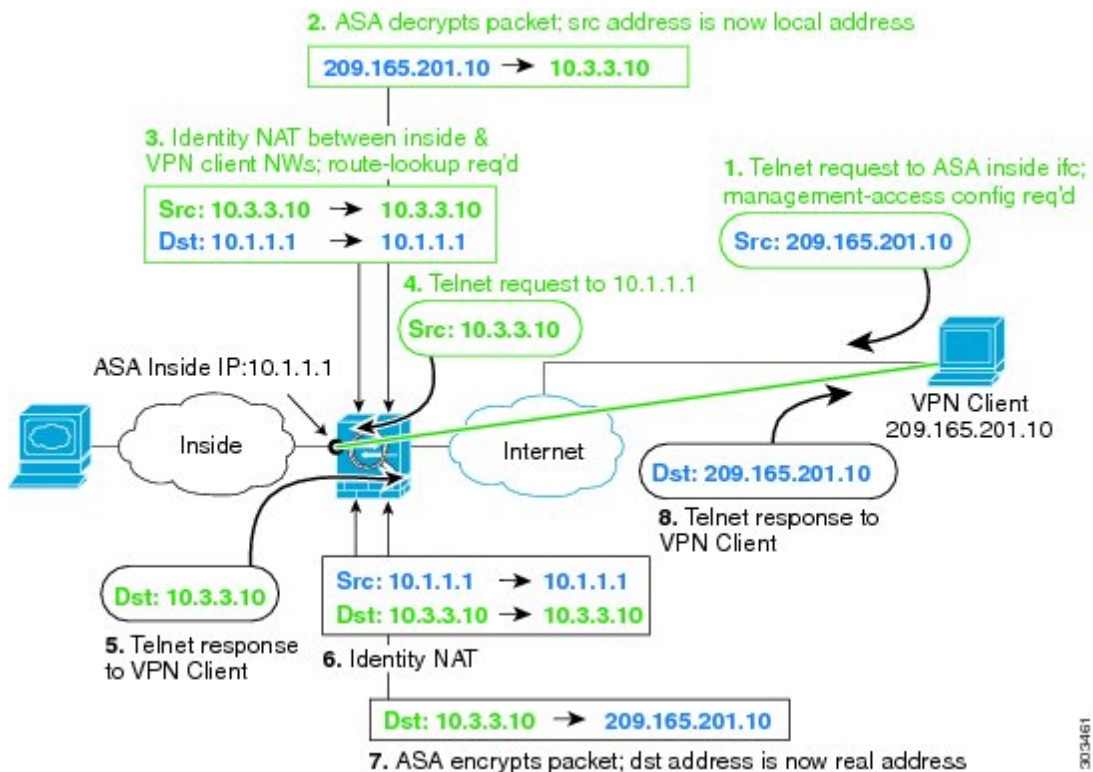 2. ASA decrypts packet; src address is now local address
209.165.201.10 → 10.3.3.10
3. Identity NAT between inside &
VPN client NWs; route-lookup req'd
Src: 10.3.3.10 → 10.3.3.10
Dst: 10.1.1.1 → 10.1.1.1
1. Telnet request to ASA inside ifc;
management-access config req'd
Src: 209.165.201.10
4. Telnet request to 10.1.1.1
Src: 10.3.3.10
ASA Inside IP:10.1.1.1
Inside
Internet
VPN Client
209.165.201.10
Dst: 209.165.201.10
8. Telnet response to
VPN Client
Dst: 10.3.3.10
5. Telnet response
to VPN Client
Src: 10.1.1.1 → 10.1.1.1
Dst: 10.3.3.10 → 10.3.3.10
6. Identity NAT
Dst: 10.3.3.10 → 209.165.201.10
7. ASA encrypts packet; dst address is now real address
303461